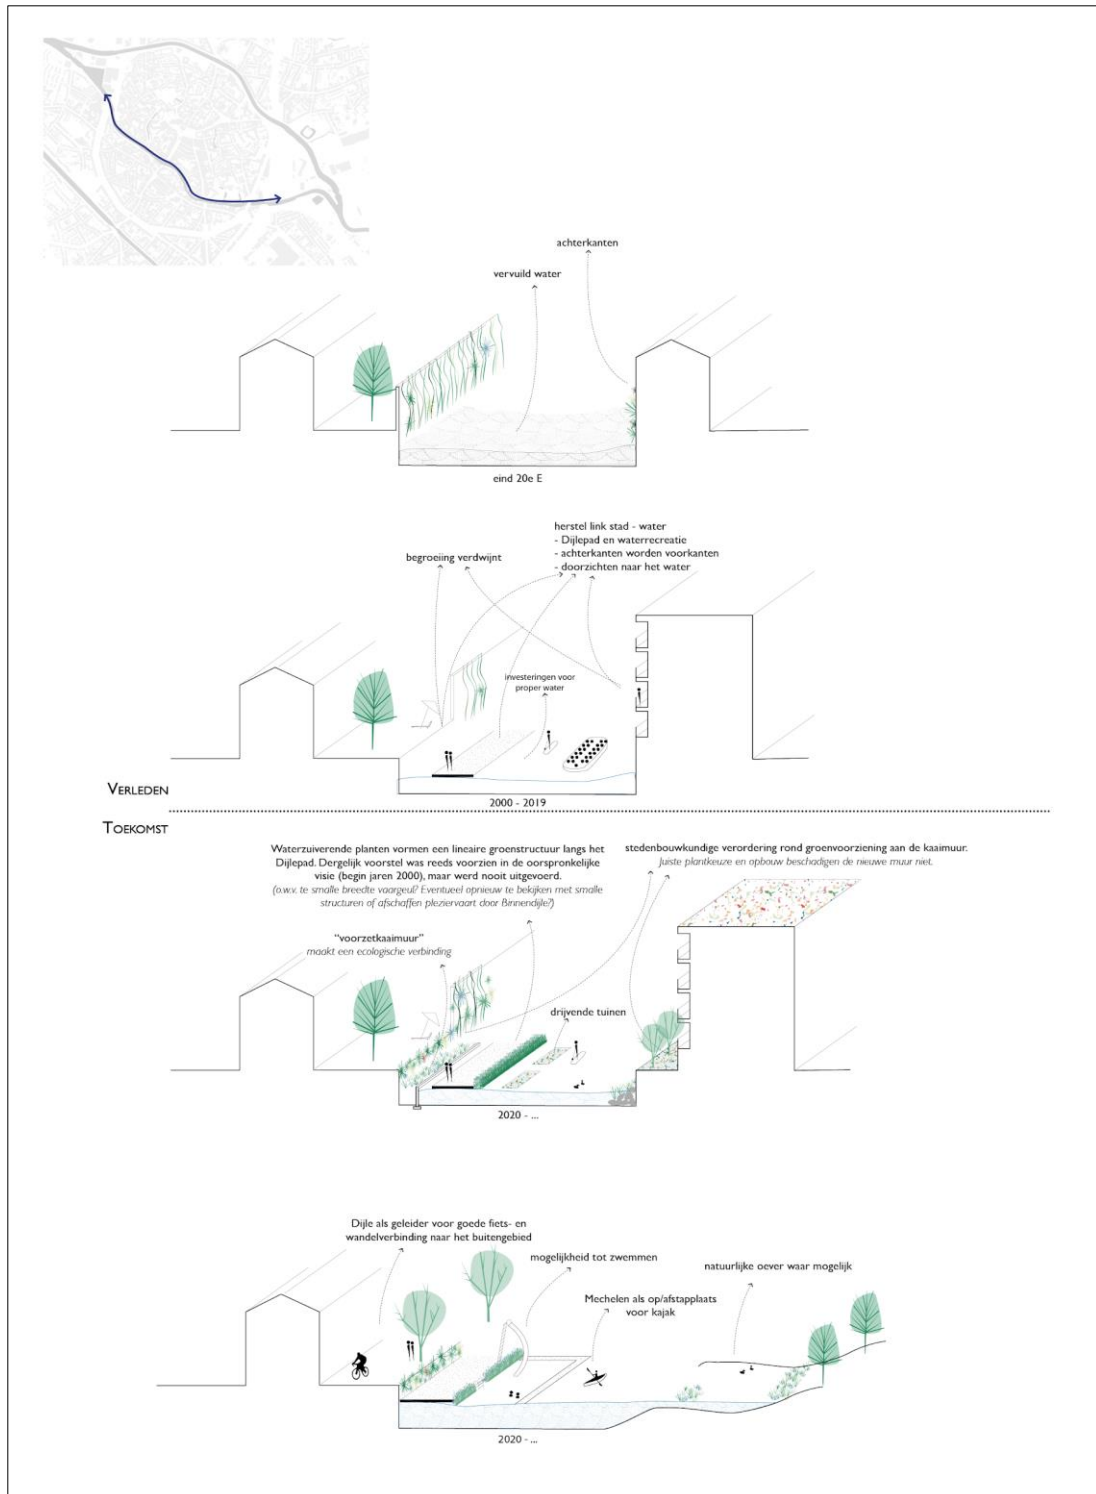 achterkanten
vervuild water
eind 20e E
herstel link stad - water
- Dijlepad en waterrecreatie
- achterkanten worden voorkanten
- doorzichten naar het water
begroeiing verdwijnt
investeringen voor
proper water
2000 - 2019
VERLEDEN
TOEKOMST
Waterzuiverende planten vormen een lineaire groenstructuur langs het
Dijlepad. Dergelijk voorstel was reeds voorzien in de oorspronkelijke
visie (begin jaren 2000), maar werd nooit uitgevoerd.
(o.w.v. te smalle breedte vaargeul? Eventueel opnieuw te bekijken met smalle
structuren of afschaffen pleziervaart door Binnendijle?)
stedenbouwkundige verordering rond groenvoorziening aan de kaaimuur.
Juiste plantkeuze en opbouw beschadigen de nieuwe muur niet.
"voorzetkaaimuur"
maakt een ecologische verbinding
drijvende tuinen
2020 - ...
Dijle als geleider voor goede fiets- en
wandelverbinding naar het buitengebied
mogelijkheid tot zwemmen
natuurlijke oever waar mogelijk
Mechelen als op/afstapplaats
voor kajak
2020 - ...